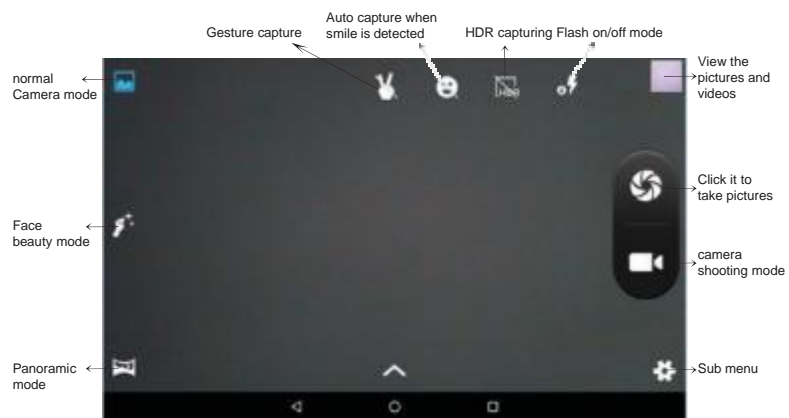 Gesture capture
Auto capture when
smile is detected
HDR capturing Flash on/off mode
View the
pictures and
videos
normal
Camera mode
HDR
Click it to
take pictures
Face
beauty mode
camera
shooting mode
Panoramic
mode
Sub menu